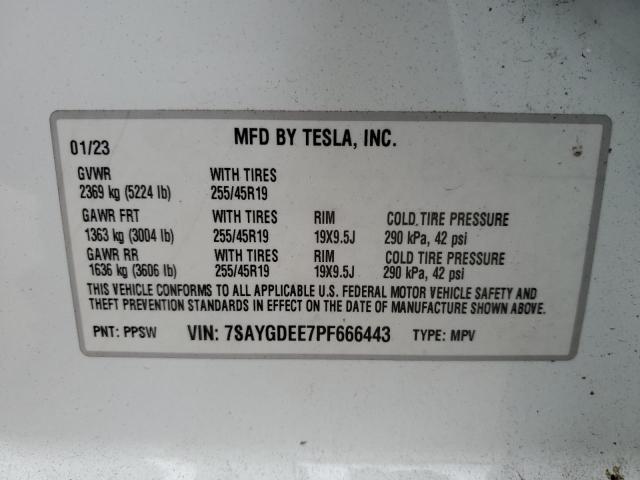 MFD BY TESLA, INC.
01/23
GVWR WITH TIRES
2369 kg (5224 lb) 255/45R19
GAWR FRT WITH TIRES RIM COLD TIRE PRESSURE
1363 kg (3004 lb) 255/45R19 19X9.5J 290 kPa, 42 psi
GAWR RR WITH TIRES RIM COLD TIRE PRESSURE
1636 kg (3606 lb) 255/45R19 19X9.5J 290 kPa, 42 psi
THIS VEHICLE CONFORMS TO ALL APPLICABLE U.S. FEDERAL MOTOR VEHICLE SAFETY AND
THEFT PREVENTION STANDARDS IN EFFECT ON THE DATE OF MANUFACTURE SHOWN ABOVE.
PNT: PPSW VIN: 7SAYGDEE7PF666443 TYPE: MPV